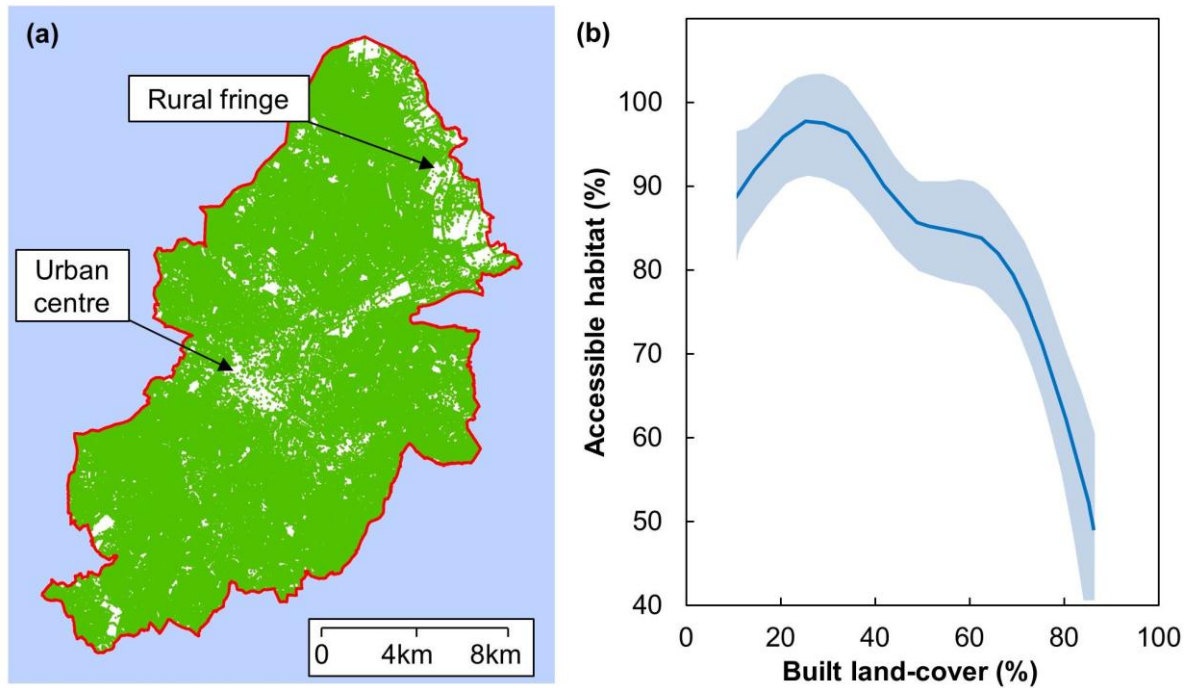 (a)
Rural fringe
Urban
centre
0 4km 8km
(b)
Accessible habitat (%)
100
90
80
70
60
50
40
0 20 40 60 80 100
Built land-cover (%)